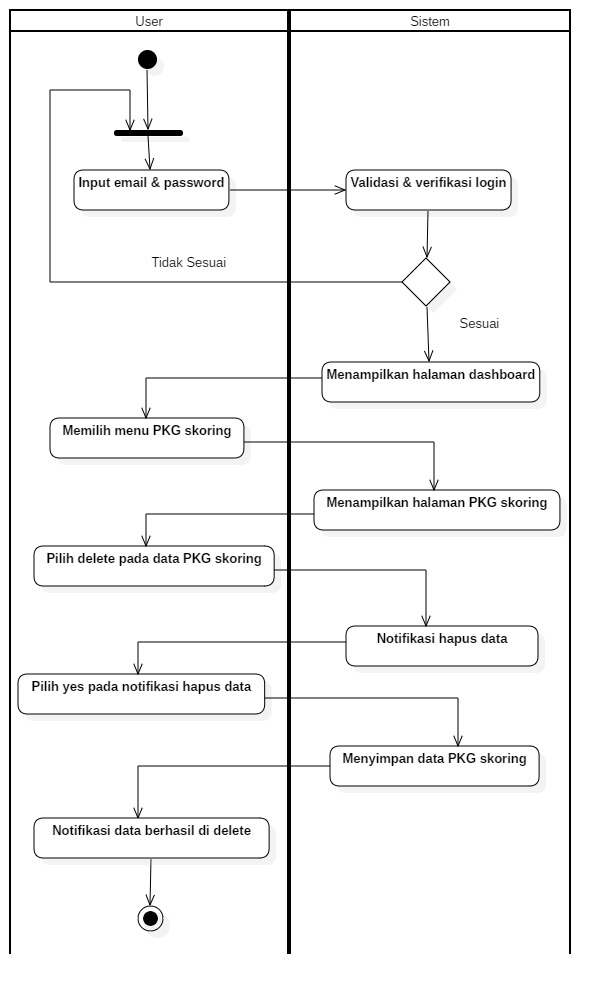 User
Sistem
Input email & password
Validasi & verifikasi login
Tidak Sesuai
Sesuai
Menampilkan halaman dashboard
Memilih menu PKG skoring
Menampilkan halaman PKG skoring
Pilih delete pada data PKG skoring
Notifikasi hapus data
Pilih yes pada notifikasi hapus data
Menyimpan data PKG skoring
Notifikasi data berhasil di delete